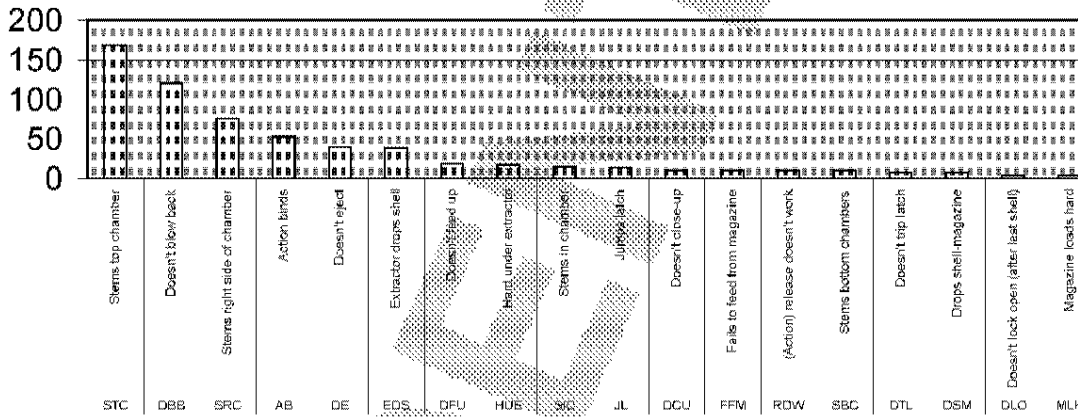 200
150
100
50
0
Stems top chamber
Doesn't blow back
Stems right side of chamber
Action binds
Doesn't eject
Extractor drops shell
Doesn't feed up
Hard under extractor
Stems in chamber
Jumps latch
Doesn't close-up
Fails to feed from magazine
(Action) release doesn't work
Stems bottom chambers
Doesn't trip latch
Drops shell-magazine
Doesn't lock open (after last shell)
Magazine loads hard
STC DBB SRC AB DE EDS DFU HUE SIC JL DCU FFM RDW SBC DTL DSM DLO MLH